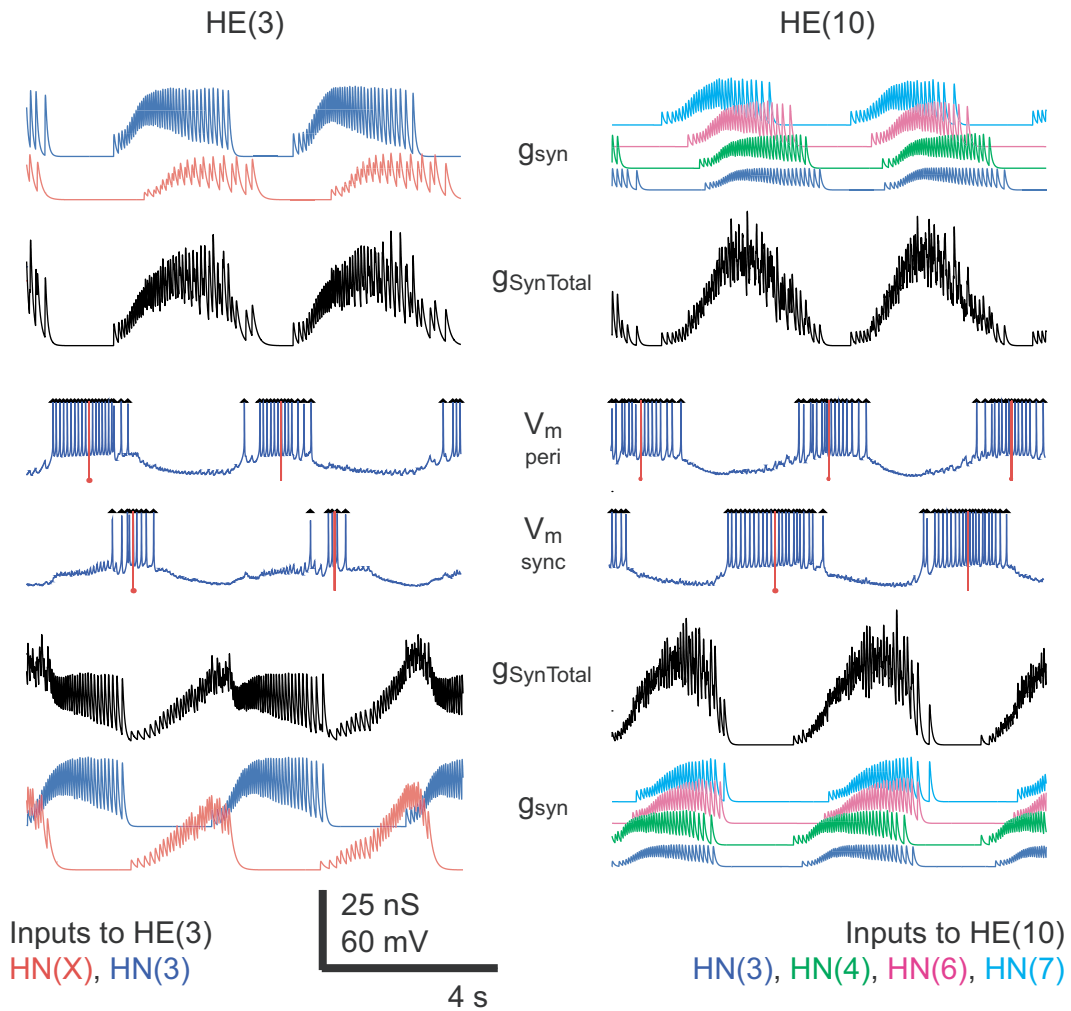 HE(3)
HE(10)
gsyn
gSynTotal
Vm
peri
Vm
sync
gSynTotal
gsyn
25 nS
60 mV
4 s
Inputs to HE(3)
HN(X), HN(3)
Inputs to HE(10)
HN(3), HN(4), HN(6), HN(7)